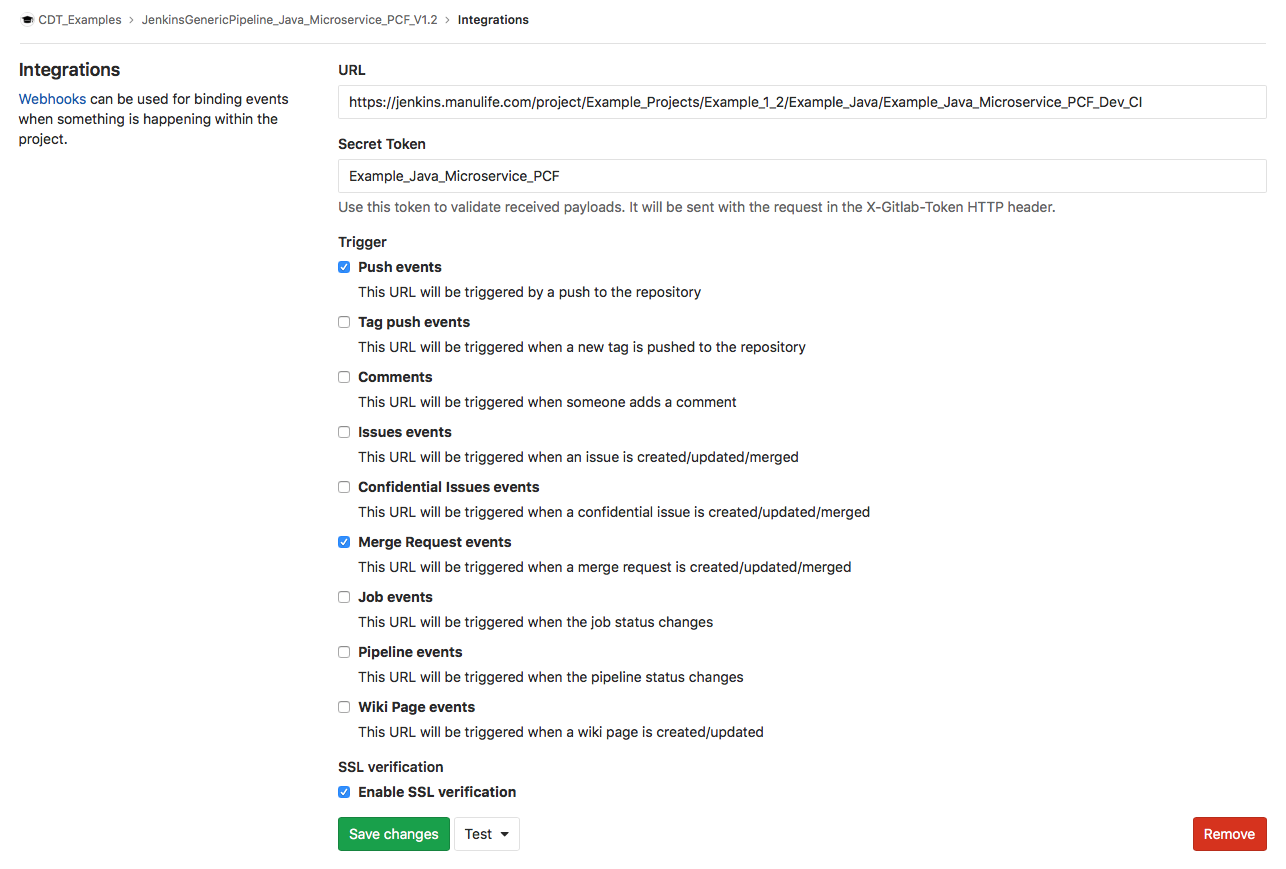 CDT_Examples › JenkinsGenericPipeline_Java_Microservice_PCF_V1.2 › Integrations
Integrations
Webhooks can be used for binding events
when something is happening within the
project.
URL
https://jenkins.manulife.com/project/Example_Projects/Example_1_2/Example_Java/Example_Java_Microservice_PCF_Dev_CI
Secret Token
Example_Java_Microservice_PCF
Use this token to validate received payloads. It will be sent with the request in the X-Gitlab-Token HTTP header.
Trigger
Push events
This URL will be triggered by a push to the repository
Tag push events
This URL will be triggered when a new tag is pushed to the repository
Comments
This URL will be triggered when someone adds a comment
Issues events
This URL will be triggered when an issue is created/updated/merged
Confidential Issues events
This URL will be triggered when a confidential issue is created/updated/merged
Merge Request events
This URL will be triggered when a merge request is created/updated/merged
Job events
This URL will be triggered when the job status changes
Pipeline events
This URL will be triggered when the pipeline status changes
Wiki Page events
This URL will be triggered when a wiki page is created/updated
SSL verification
Enable SSL verification
Save changes Test Remove